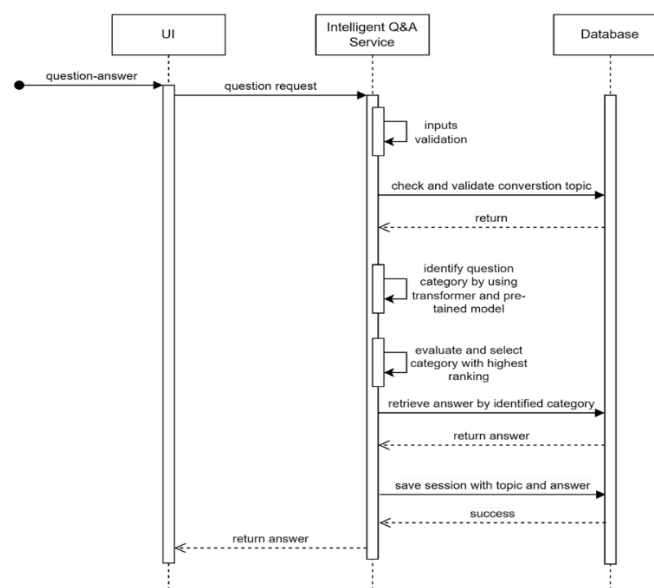 UI
Intelligent Q&A
Service
Database
question-answer
question request
inputs
validation
check and validate converstion topic
return
identify question
category by using
transformer and pre-
tained model
evaluate and select
category with highest
ranking
retrieve answer by identified category
return answer
save session with topic and answer
success
return answer